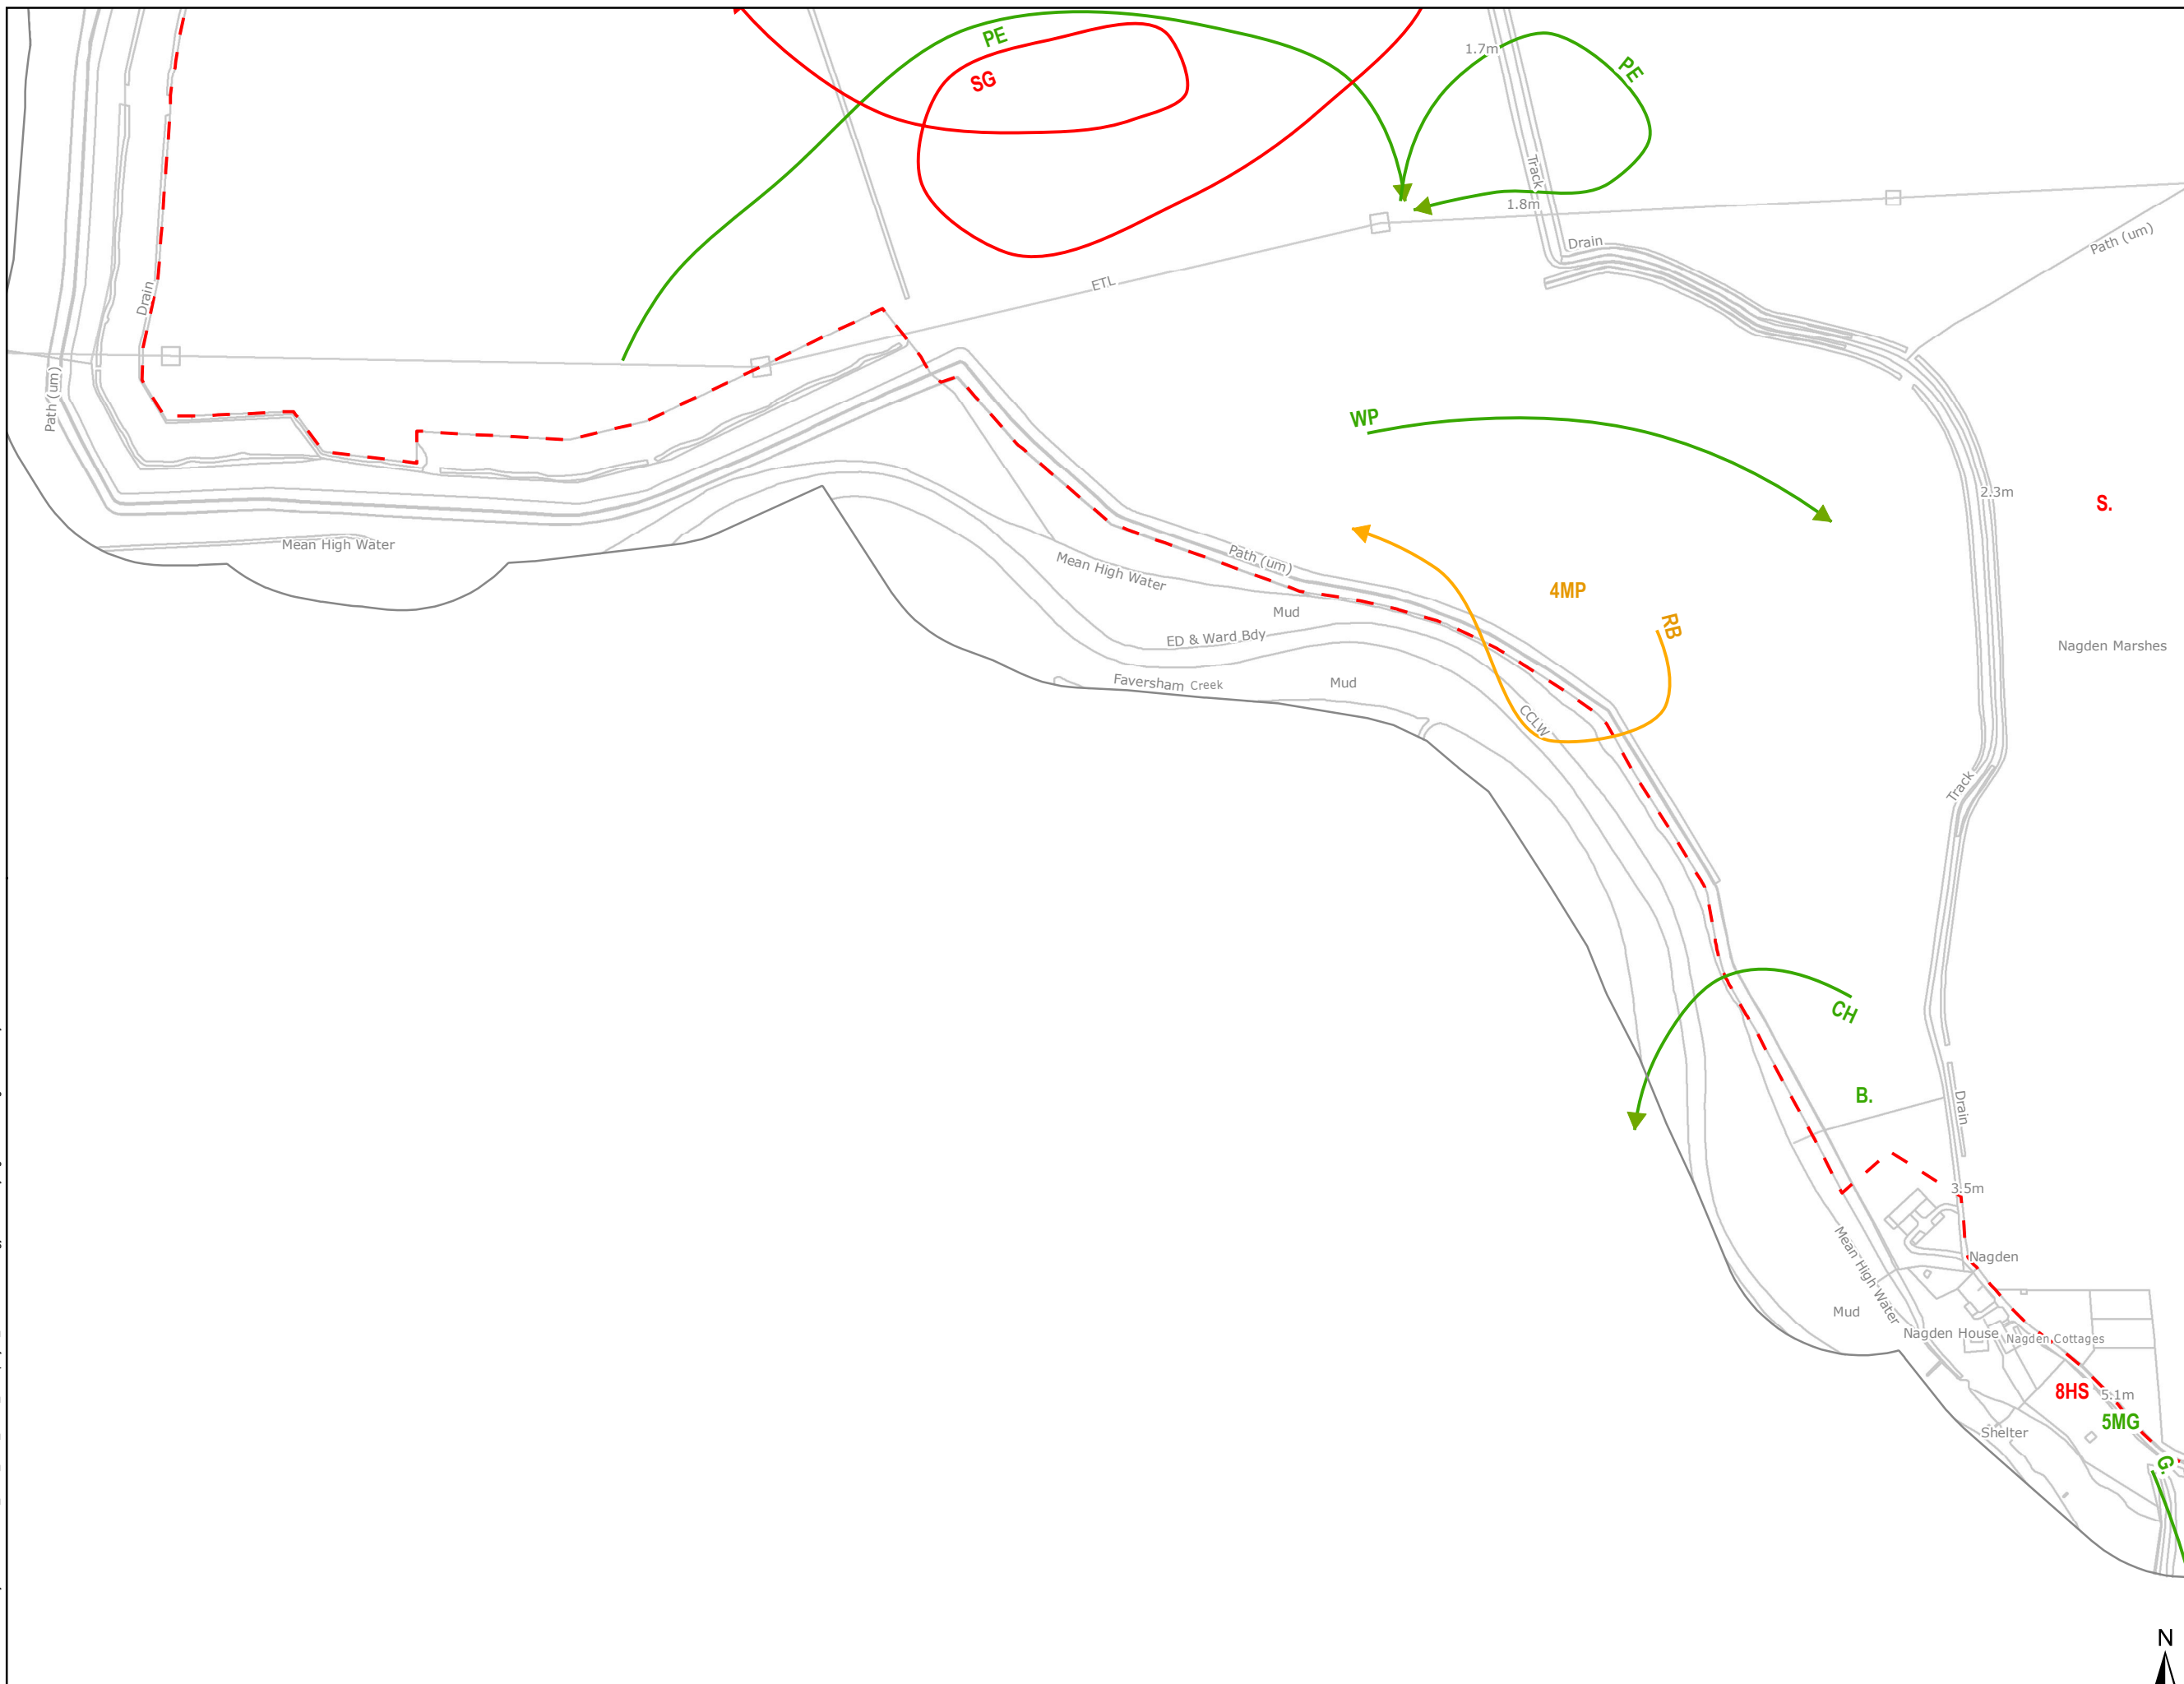 PE
1.7m
PE
SG
Track
1.8m
Path (um)
Drain
ETL
Drain
Path (um)
WP
2.3m
S.
Mean High Water
Path (um)
Mean High Water
4MP
Mud
RB
ED & Ward Bdy
Nagden Marshes
Faversham Creek
Mud
CCLW
Track
CH
B.
Drain
3.5m
Nagden
Mean High Water
Mud
Nagden House
Nagden Cottages
8HS
5.1m
5MG
Shelter
G.
N